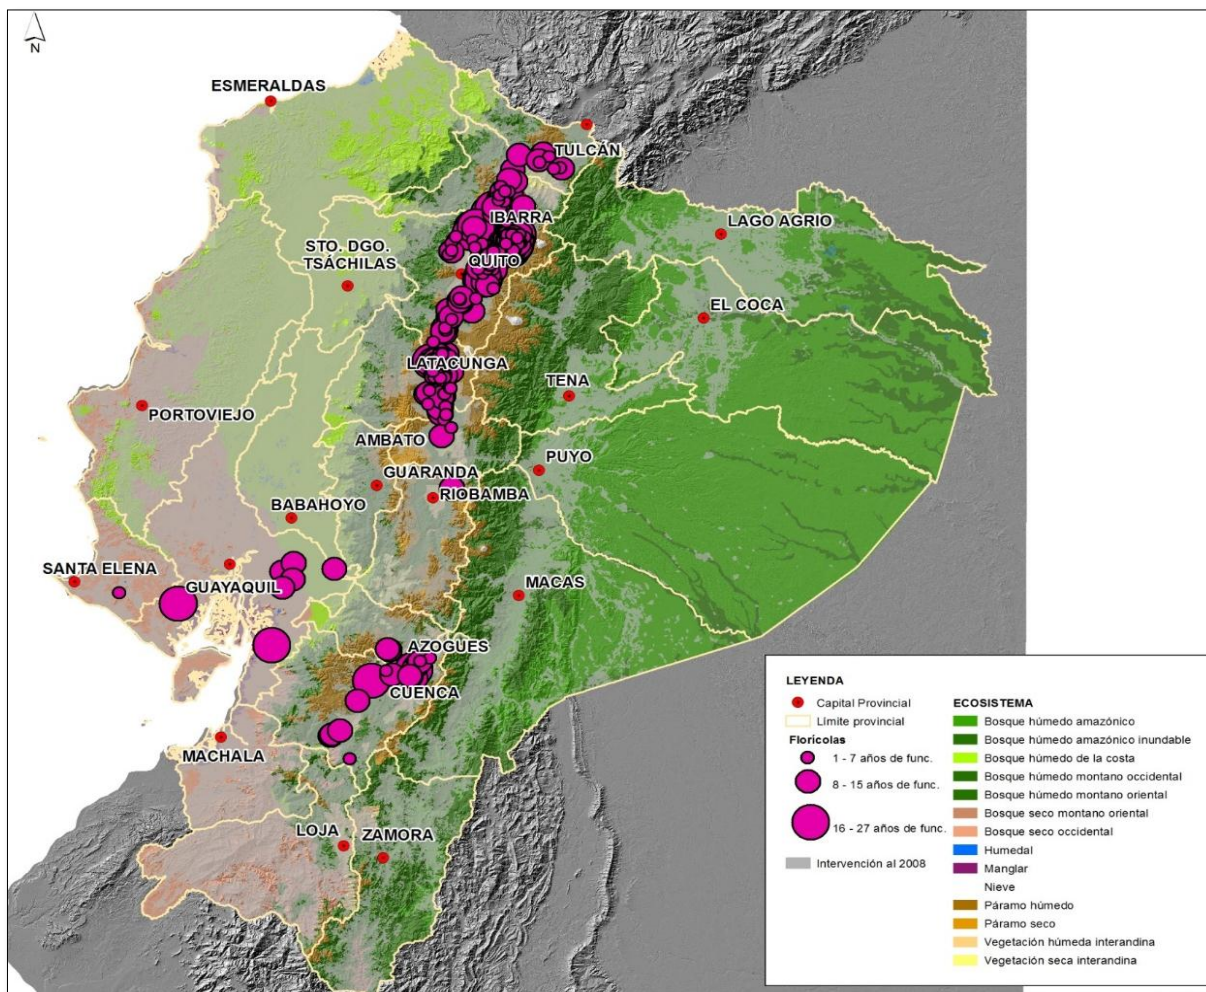 N
ESMERALDAS
TULCÁN
IBARRA
LAGO AGRIO
STO. DGO.
TSÁCHILAS
QUITO
EL COCA
LATACUNGA
TENA
PORTOVIEJO
AMBATO
PUYO
GUARANDA
RIOBAMBA
BABAHOYO
SANTA ELENA
GUAYAQUIL
MACAS
AZOGUES
CUENCA
MACHALA
LOJA
ZAMORA
LEYENDA
Capital Provincial
Límite provincial
Florícolas
1 - 7 años de func.
8 - 15 años de func.
16 - 27 años de func.
Intervención al 2008
ECOSISTEMA
Bosque húmedo amazónico
Bosque húmedo amazónico inundable
Bosque húmedo de la costa
Bosque húmedo montano occidental
Bosque húmedo montano oriental
Bosque seco montano oriental
Bosque seco occidental
Humedal
Manglar
Nieve
Páramo húmedo
Páramo seco
Vegetación húmeda interandina
Vegetación seca interandina